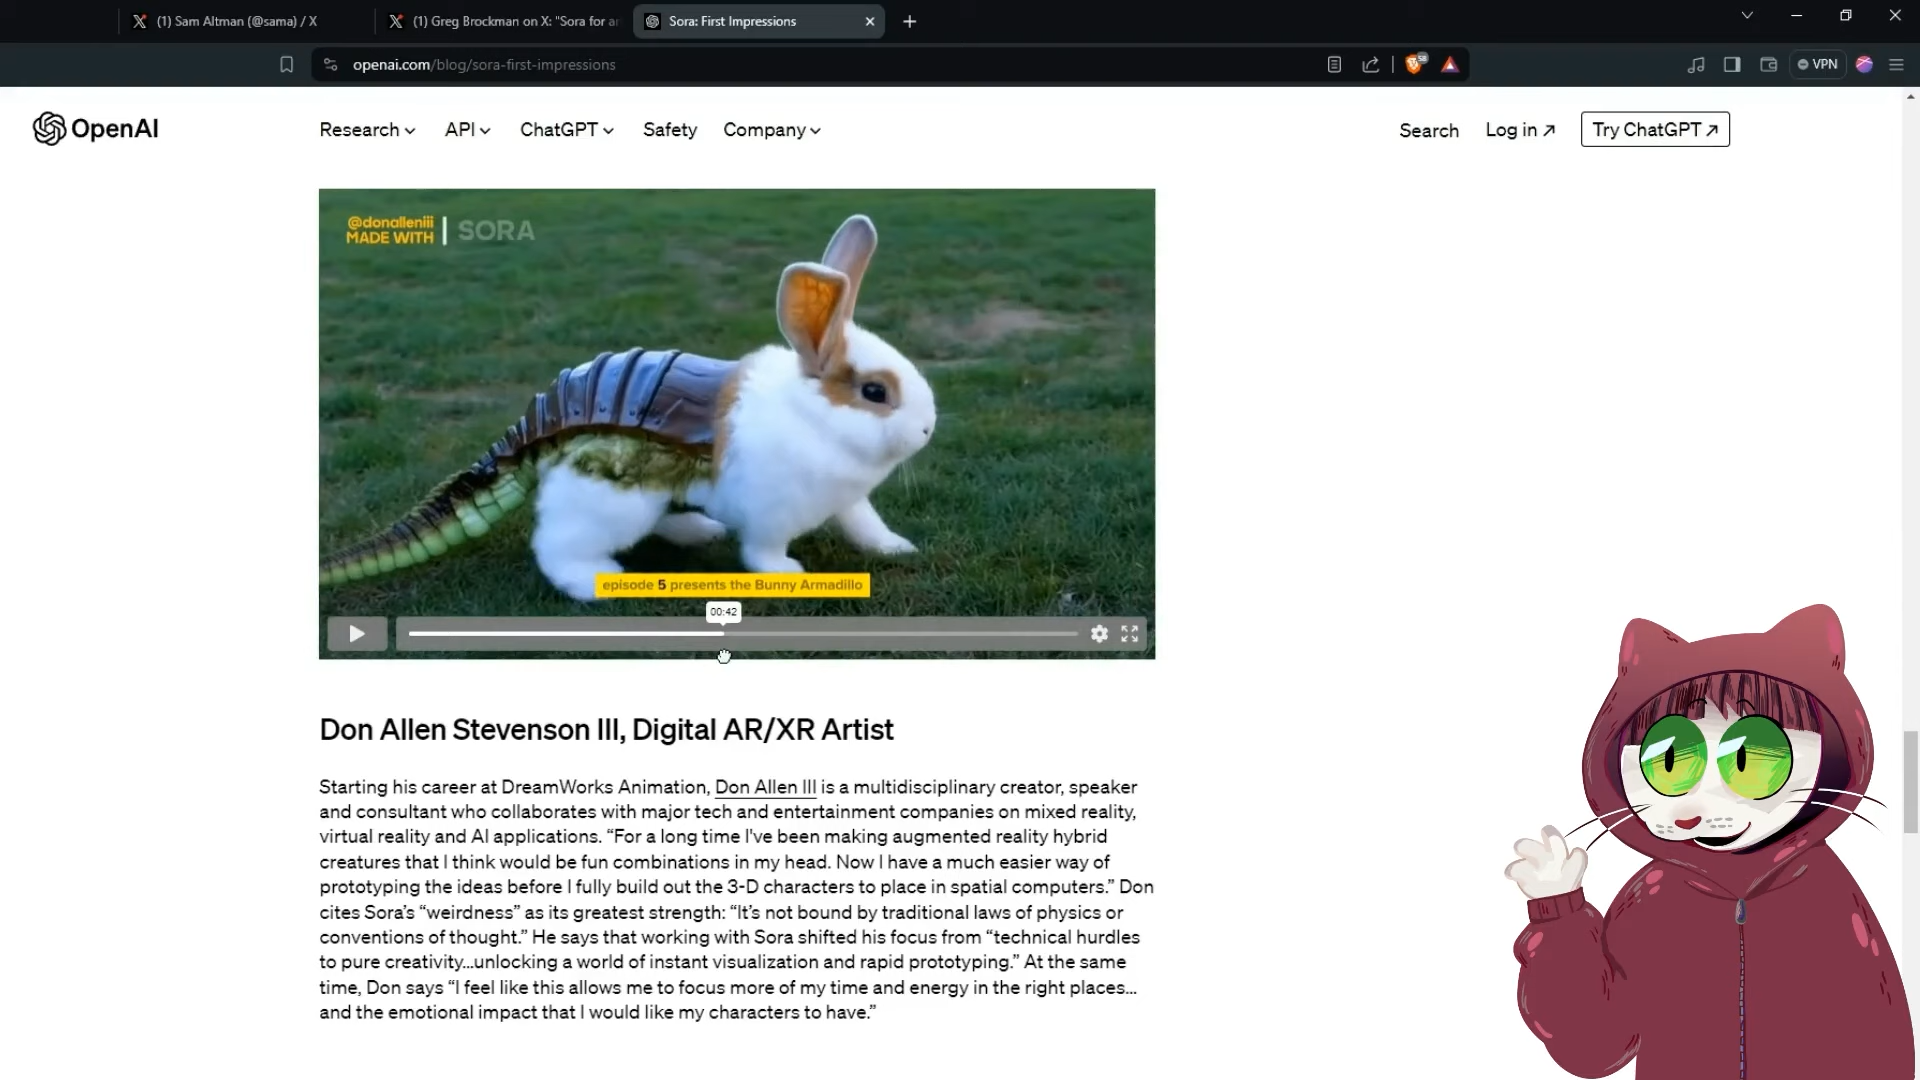 (1) Sam Altman (@sama) / X
(1) Greg Brockman on X: "Sora for ar
Sora: First Impressions
openai.com/blog/sora-first-impressions
VPN
OpenAI
Research
API
ChatGPT
Safety
Company
Search
Log in ↗
Try ChatGPT ↗
@donalleniii
MADE WITH | SORA
episode 5 presents the Bunny Armadillo
00:42
Don Allen Stevenson III, Digital AR/XR Artist
Starting his career at DreamWorks Animation, Don Allen III is a multidisciplinary creator, speaker
and consultant who collaborates with major tech and entertainment companies on mixed reality,
virtual reality and AI applications. “For a long time I've been making augmented reality hybrid
creatures that I think would be fun combinations in my head. Now I have a much easier way of
prototyping the ideas before I fully build out the 3-D characters to place in spatial computers.” Don
cites Sora’s “weirdness” as its greatest strength: “It’s not bound by traditional laws of physics or
conventions of thought.” He says that working with Sora shifted his focus from “technical hurdles
to pure creativity…unlocking a world of instant visualization and rapid prototyping.” At the same
time, Don says “I feel like this allows me to focus more of my time and energy in the right places…
and the emotional impact that I would like my characters to have.”